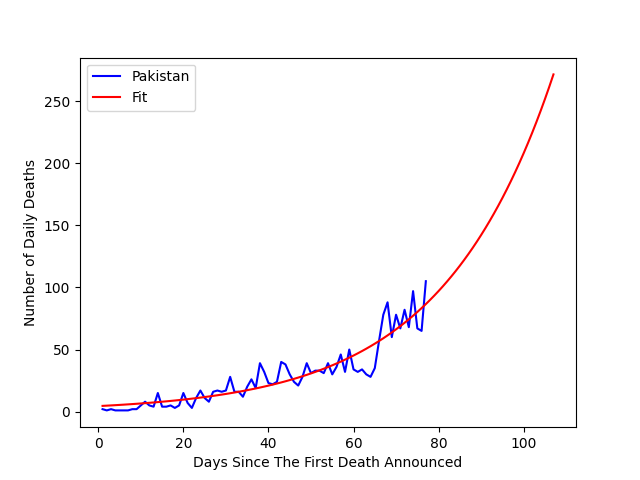 Pakistan
Fit
250
200
150
100
50
0
Number of Daily Deaths
0 20 40 60 80 100
Days Since The First Death Announced